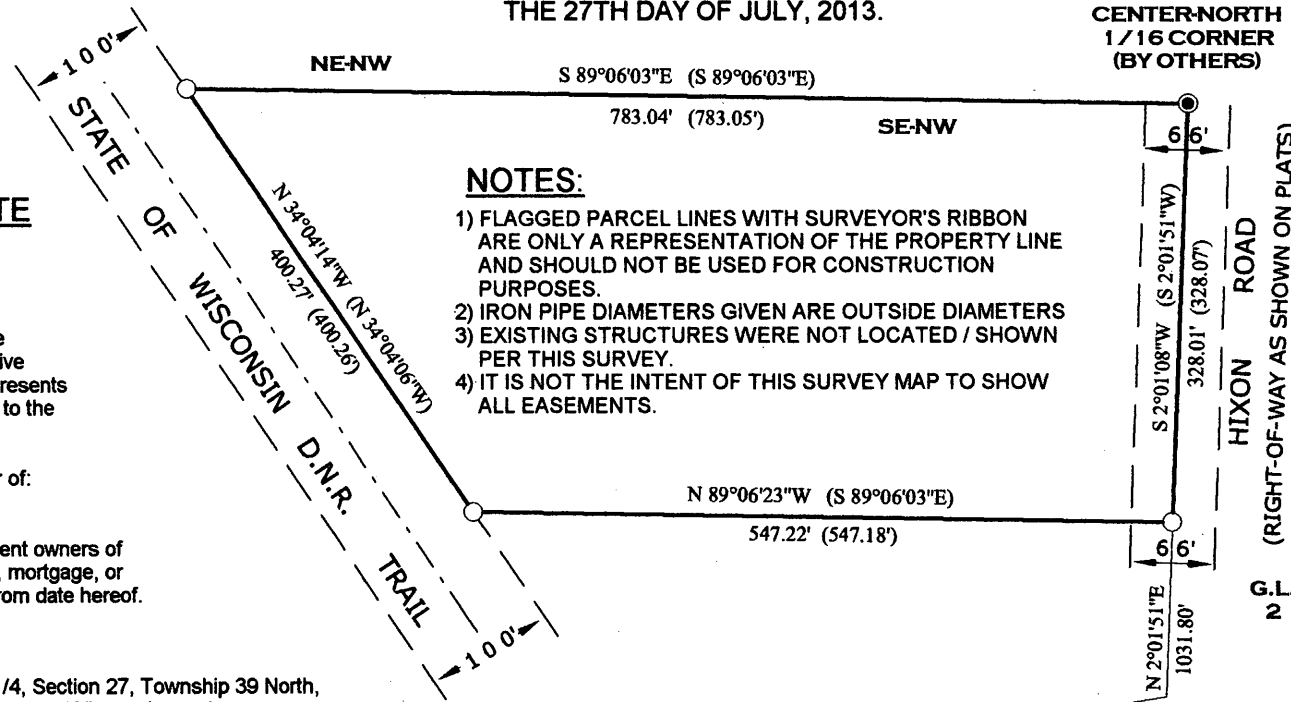 THE 27TH DAY OF JULY, 2013.
CENTER-NORTH
1/16 CORNER
(BY OTHERS)
100'
NE-NW
S 89°06'03"E (S 89°06'03"E)
783.04' (783.05')
SE-NW
66'
STATE OF WISCONSIN D.N.R. TRAIL
N 34°04'14"W (N 34°04'06"W)
400.27' (400.26')
NOTES:
1) FLAGGED PARCEL LINES WITH SURVEYOR'S RIBBON
ARE ONLY A REPRESENTATION OF THE PROPERTY LINE
AND SHOULD NOT BE USED FOR CONSTRUCTION
PURPOSES.
2) IRON PIPE DIAMETERS GIVEN ARE OUTSIDE DIAMETERS
3) EXISTING STRUCTURES WERE NOT LOCATED / SHOWN
PER THIS SURVEY.
4) IT IS NOT THE INTENT OF THIS SURVEY MAP TO SHOW
ALL EASEMENTS.
S 2°01'08"W (S 2°01'51"W)
328.01' (328.07')
HIXON ROAD
(RIGHT-OF-WAY AS SHOWN ON PLATS)
N 89°06'23"W (S 89°06'03"E)
547.22' (547.18')
66'
G.L.
2
N 2°01'51"E
1031.80'
100'
TE
e
ive
resents
to the
r of:
ent owners of
, mortgage, or
rom date hereof.
/4, Section 27, Township 39 North,